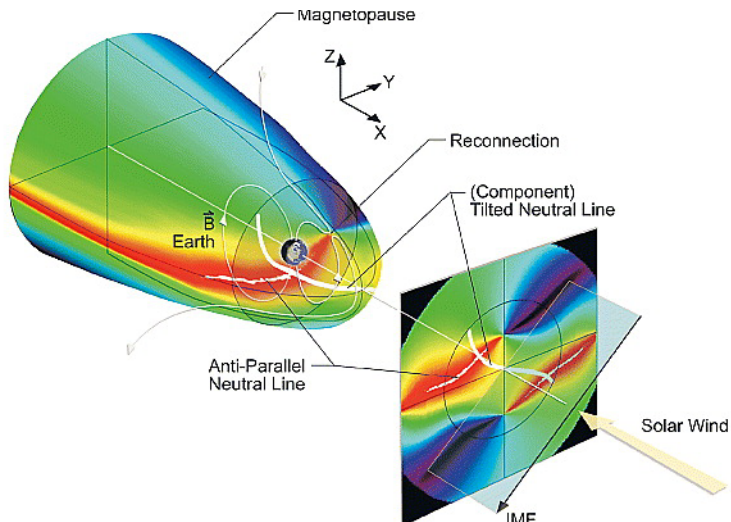 Magnetopause
Z
Y
X
Reconnection
(Component)
Tilted Neutral Line
B
Earth
Anti-Parallel
Neutral Line
Solar Wind
IMF